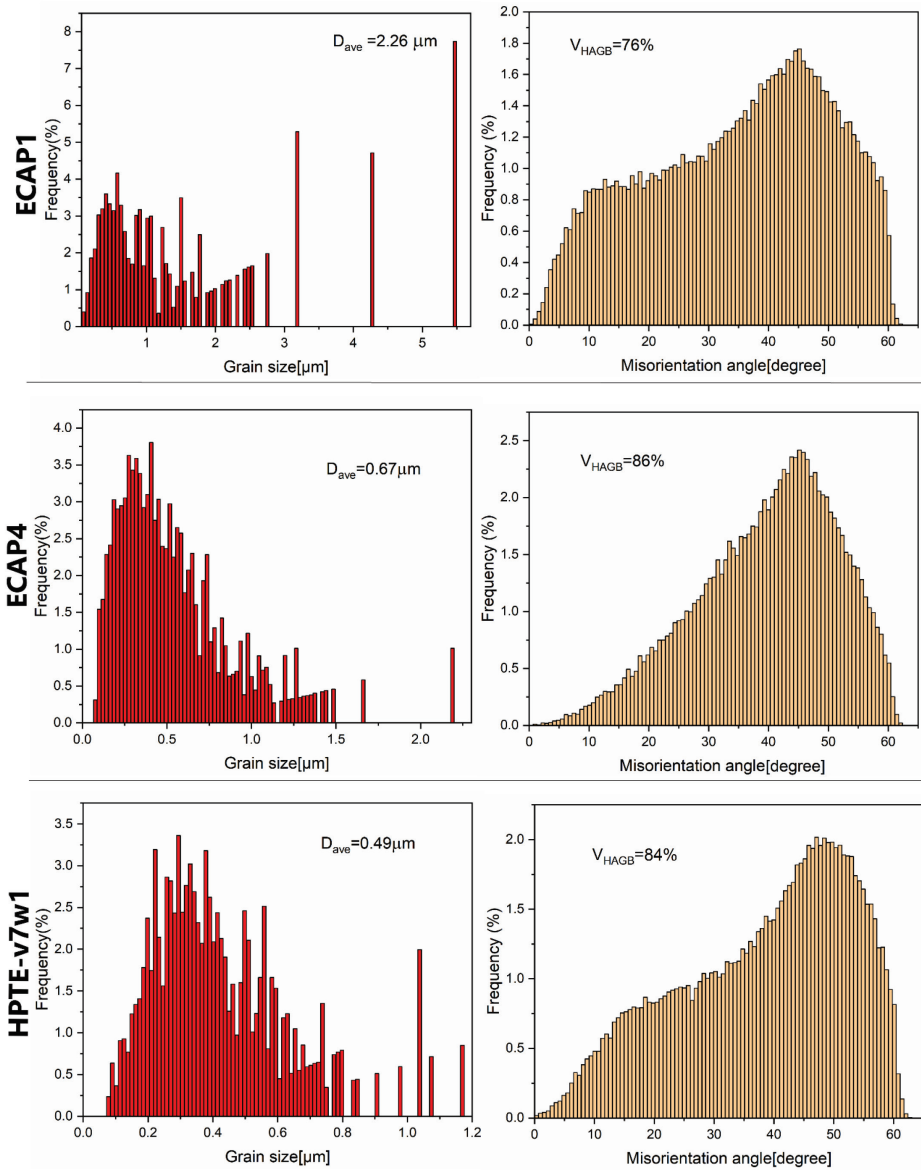 ECAP1
D_ave =2.26 μm
Frequency(%)
8
7
6
5
4
3
2
1
0
1 2 3 4 5
Grain size[μm]
V_HAGB=76%
Frequency (%)
2.0
1.8
1.6
1.4
1.2
1.0
0.8
0.6
0.4
0.2
0.0
0 10 20 30 40 50 60
Misorientation angle[degree]
ECAP4
D_ave=0.67μm
Frequency(%)
4.0
3.5
3.0
2.5
2.0
1.5
1.0
0.5
0.0
0.0 0.5 1.0 1.5 2.0
Grain size[μm]
V_HAGB=86%
Frequency (%)
2.5
2.0
1.5
1.0
0.5
0.0
0 10 20 30 40 50 60
Misorientation angle[degree]
HPTE-v7w1
D_ave=0.49μm
Frequency(%)
3.5
3.0
2.5
2.0
1.5
1.0
0.5
0.0
0.0 0.2 0.4 0.6 0.8 1.0 1.2
Grain size[μm]
V_HAGB=84%
Frequency (%)
2.0
1.5
1.0
0.5
0.0
0 10 20 30 40 50 60
Misorientation angle[degree]